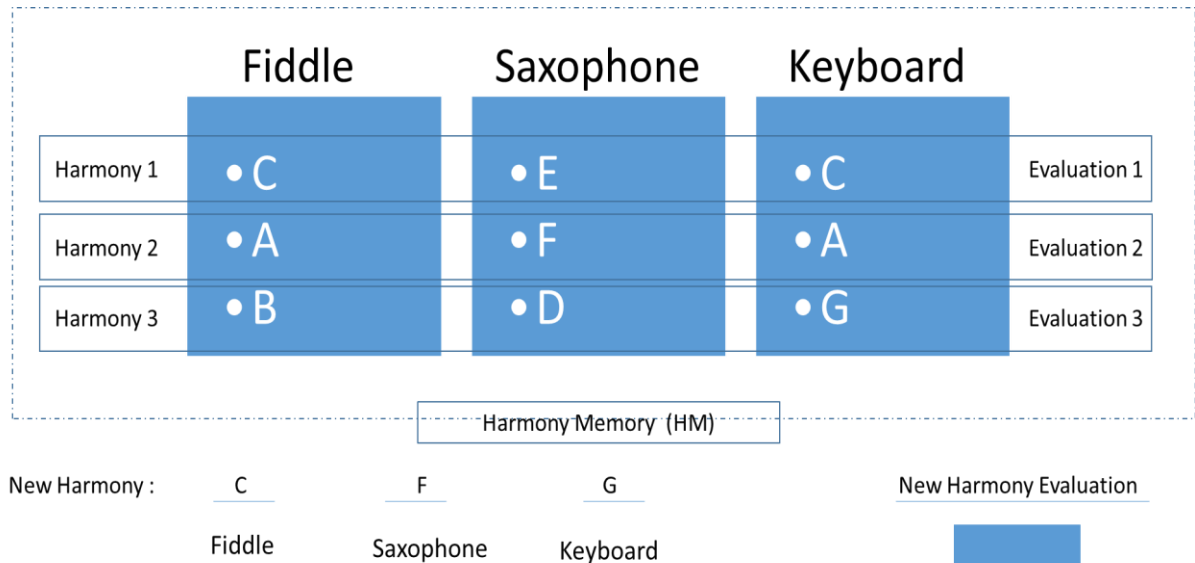 Fiddle Saxophone Keyboard
Harmony 1 • C • E • C Evaluation 1
Harmony 2 • A • F • A Evaluation 2
Harmony 3 • B • D • G Evaluation 3
Harmony Memory (HM)
New Harmony : C F G New Harmony Evaluation
Fiddle Saxophone Keyboard